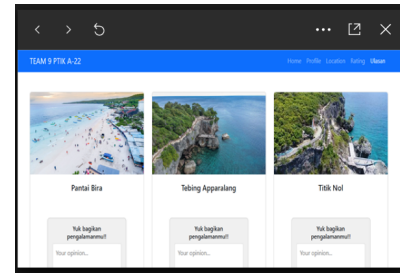 TEAM 9 PTIK A-22
Home Profile Location Rating Ulasan
Pantai Bira
Tebing Apparalang
Titik Nol
Yuk bagikan
pengalamanmu!!
Your opinion...
Yuk bagikan
pengalamanmu!!
Your opinion...
Yuk bagikan
pengalamanmu!!
Your opinion...